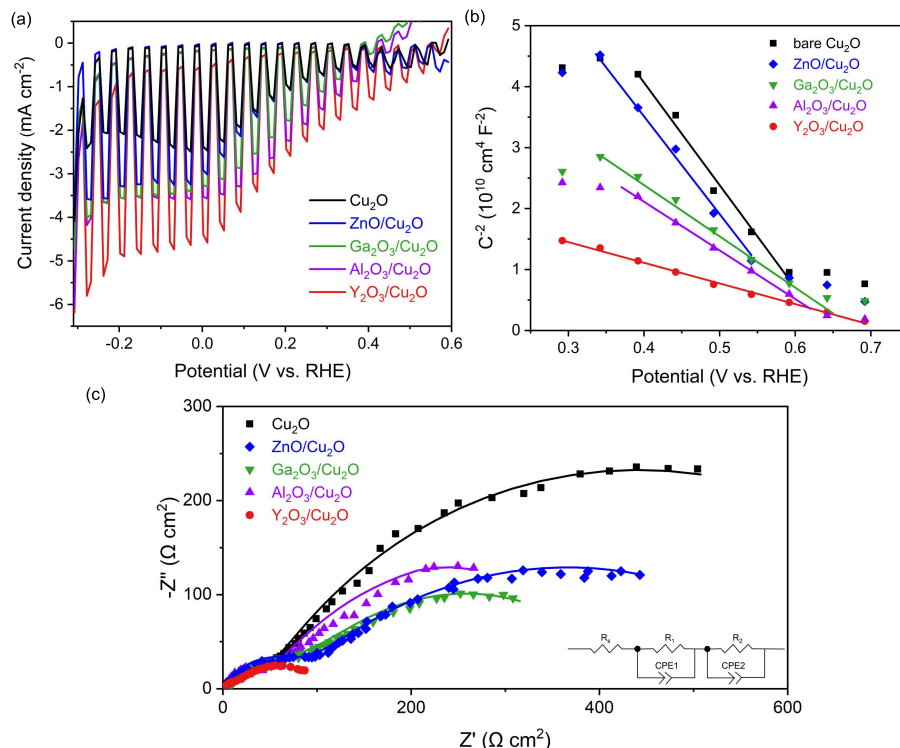 (a)
Current density (mA cm⁻²)
0
-1
-2
-3
-4
-5
-6
-0.2
0.0
0.2
0.4
0.6
Potential (V vs. RHE)
Cu₂O
ZnO/Cu₂O
Ga₂O₃/Cu₂O
Al₂O₃/Cu₂O
Y₂O₃/Cu₂O
(b)
C⁻² (10¹⁰ cm⁴ F⁻²)
5
4
3
2
1
0
0.3
0.4
0.5
0.6
0.7
Potential (V vs. RHE)
bare Cu₂O
ZnO/Cu₂O
Ga₂O₃/Cu₂O
Al₂O₃/Cu₂O
Y₂O₃/Cu₂O
(c)
-Z'' (Ω cm²)
300
200
100
0
0
200
400
600
Z' (Ω cm²)
Cu₂O
ZnO/Cu₂O
Ga₂O₃/Cu₂O
Al₂O₃/Cu₂O
Y₂O₃/Cu₂O
Rₛ
R₁
R₂
CPE1
CPE2